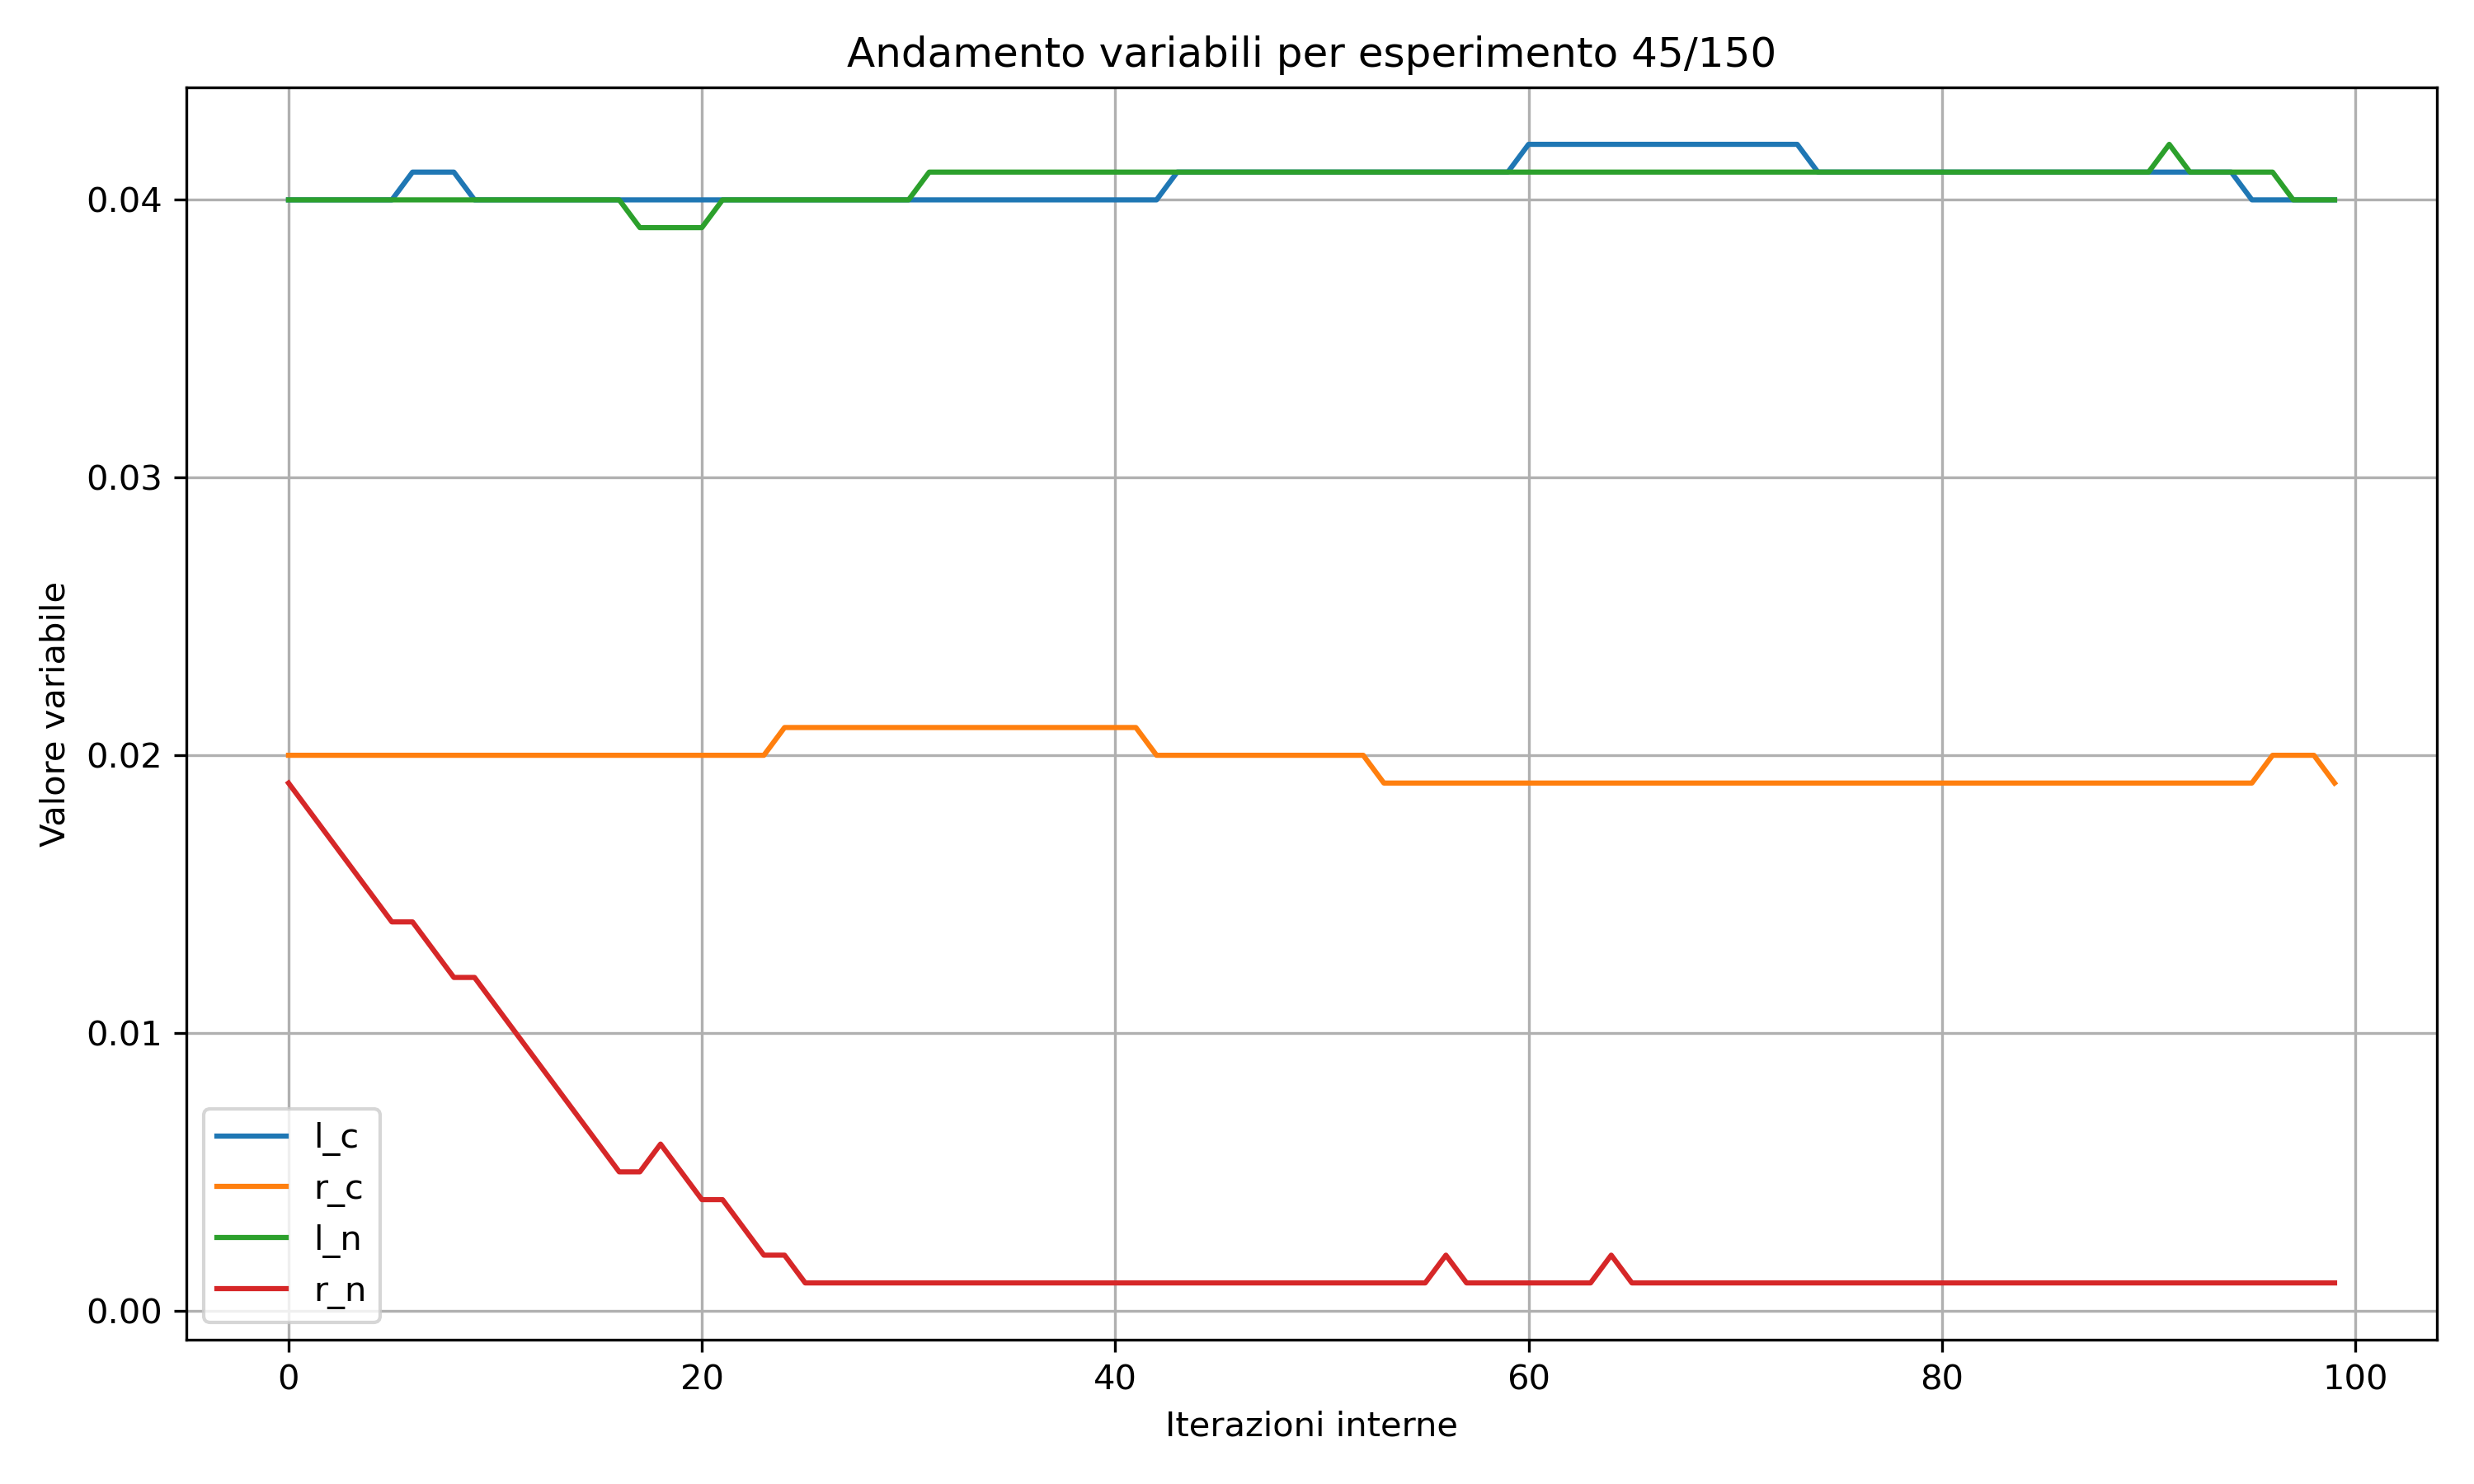 Andamento variabili per esperimento 45/150
Valore variabile
0.04
0.03
0.02
0.01
0.00
l_c
r_c
l_n
r_n
0 20 40 60 80 100
Iterazioni interne